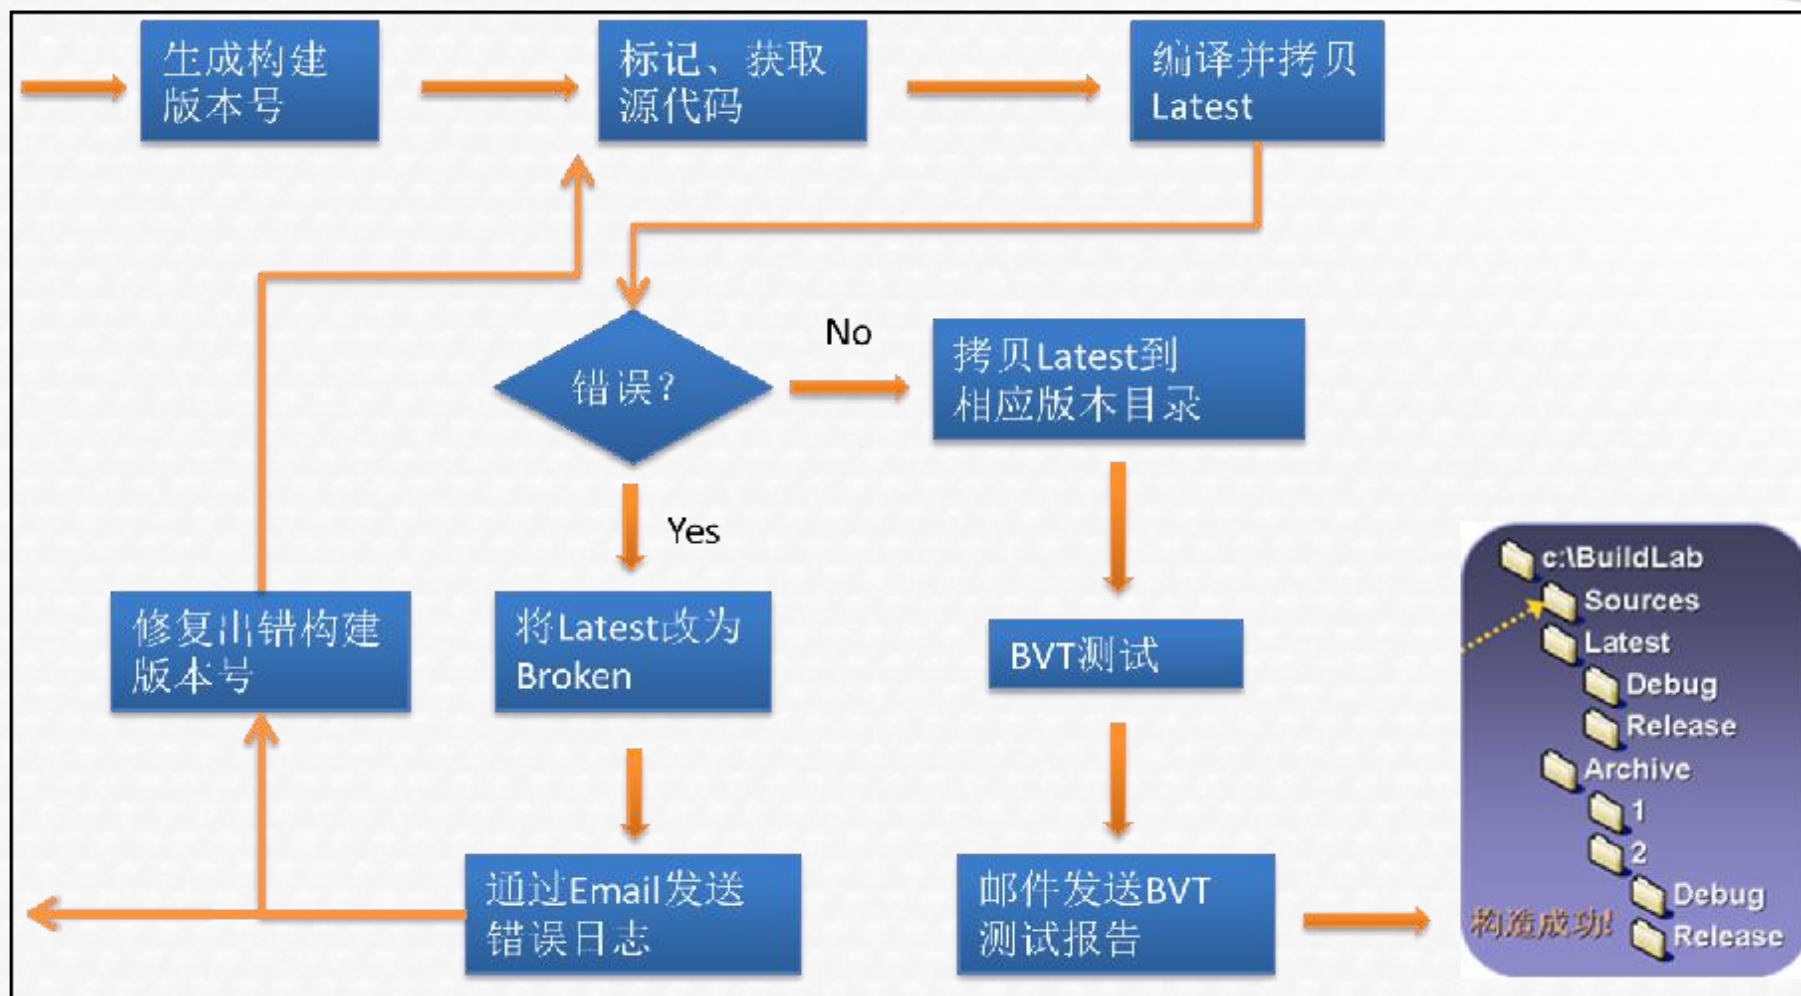 生成构建
版本号
标记、获取
源代码
编译并拷贝
Latest
错误?
No
拷贝Latest到
相应版本目录
Yes
修复出错构建
版本号
将Latest改为
Broken
BVT测试
通过Email发送
错误日志
邮件发送BVT
测试报告
c:\BuildLab
Sources
Latest
Debug
Release
Archive
1
2
Debug
构造成功!
Release